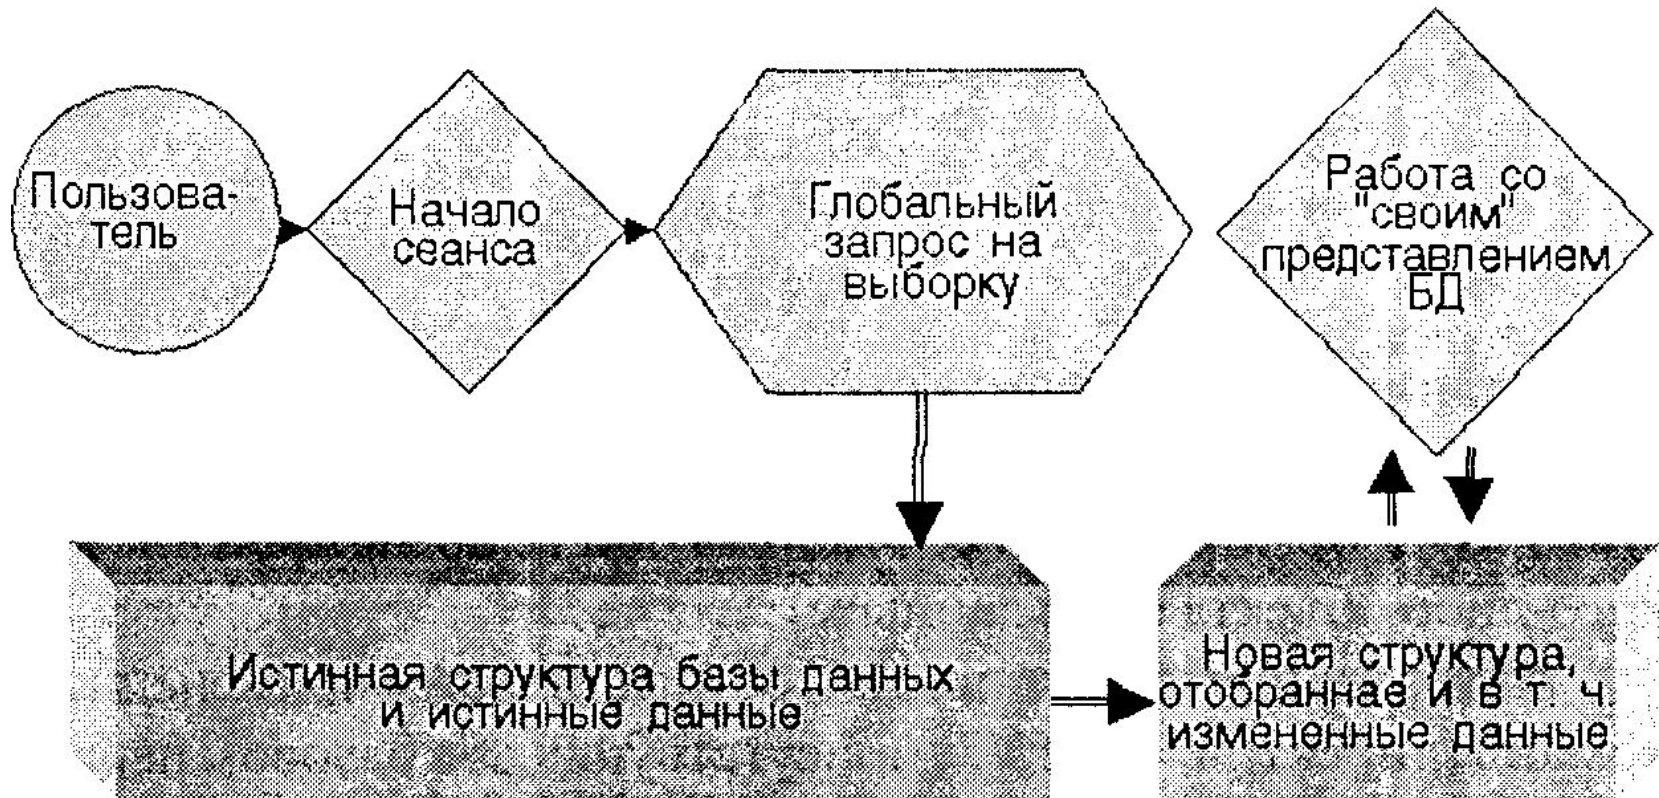 Пользова-
тель
Начало
сеанса
Глобальный
запрос на
выборку
Работа со
"своим"
представлением
БД
Истинная структура базы данных
и истинные данные
Новая структура,
отобраннае и в т. ч.
измененные данные